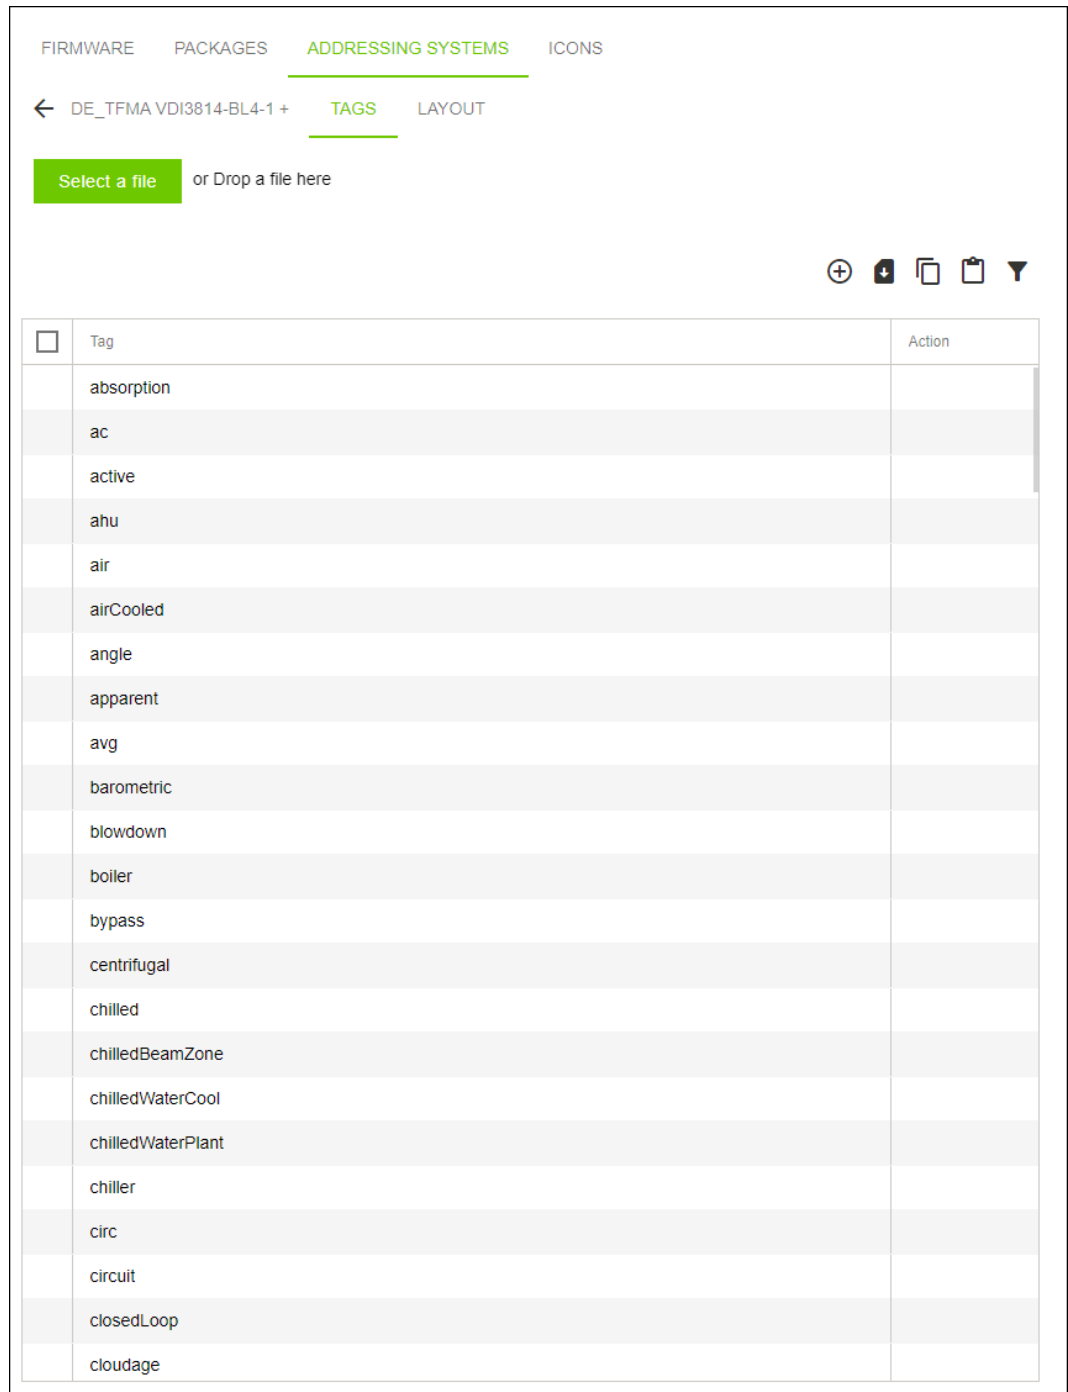 FIRMWARE PACKAGES ADDRESSING SYSTEMS ICONS
DE_TFMA VDI3814-BL4-1 + TAGS LAYOUT
Select a file or Drop a file here
Tag Action
absorption
ac
active
ahu
air
airCooled
angle
apparent
avg
barometric
blowdown
boiler
bypass
centrifugal
chilled
chilledBeamZone
chilledWaterCool
chilledWaterPlant
chiller
circ
circuit
closedLoop
cloudage